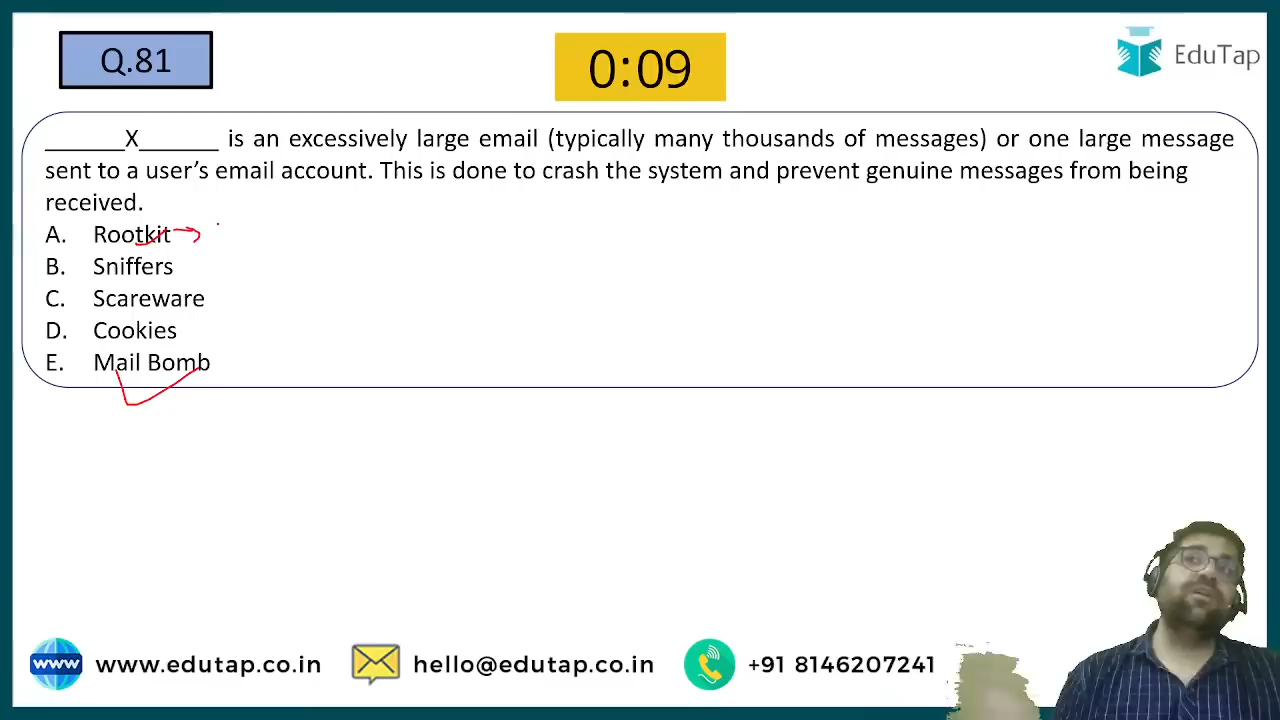 Q.81
0:09
EduTap
______X______ is an excessively large email (typically many thousands of messages) or one large message
sent to a user’s email account. This is done to crash the system and prevent genuine messages from being
received.
A. Rootkit
B. Sniffers
C. Scareware
D. Cookies
E. Mail Bomb
www www.edutap.co.in hello@edutap.co.in +91 8146207241